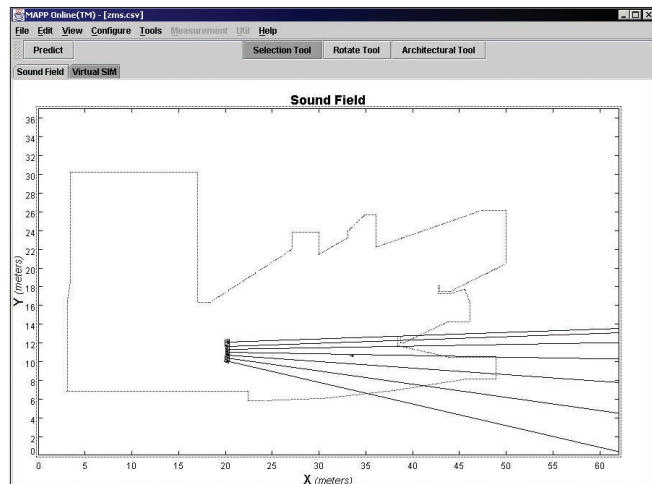 MAPP Online(TM) - [zms.csv]
File Edit View Configure Tools Measurement Util Help
Predict Selection Tool Rotate Tool Architectural Tool
Sound Field Virtual SIM
Sound Field
36
34
32
30
28
26
24
22
20
18
16
14
12
10
8
6
4
2
0
Y (meters)
0 5 10 15 20 25 30 35 40 45 50 55 60
X (meters)